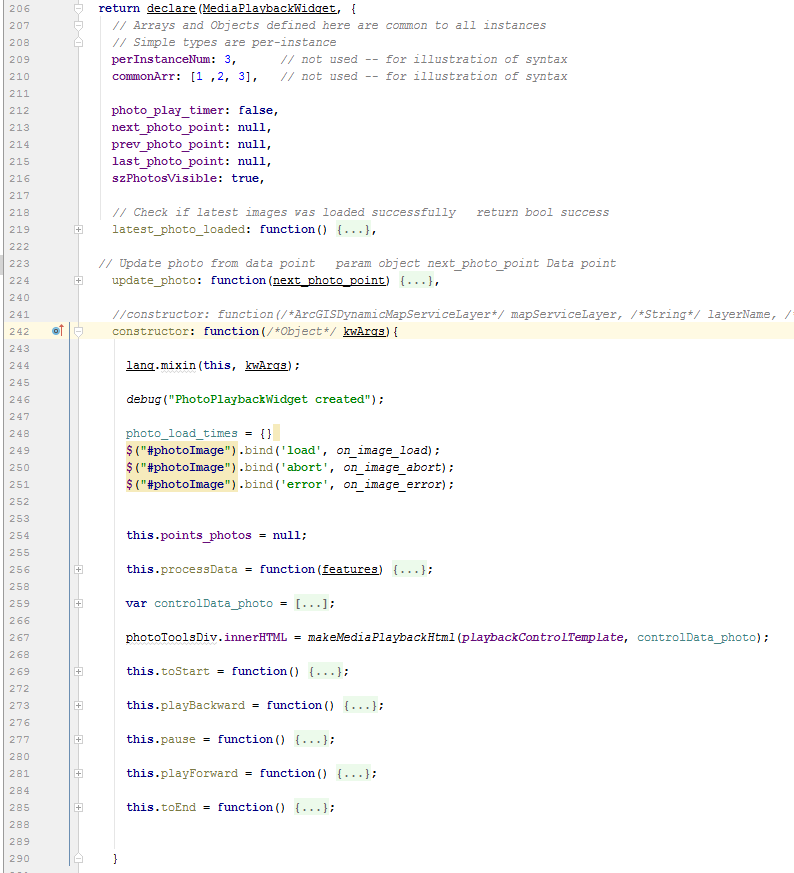 206 return declare(MediaPlaybackWidget, {
207 // Arrays and Objects defined here are common to all instances
208 // Simple types are per-instance
209 perInstanceNum: 3, // not used -- for illustration of syntax
210 commonArr: [1 ,2, 3], // not used -- for illustration of syntax
211
212 photo_play_timer: false,
213 next_photo_point: null,
214 prev_photo_point: null,
215 last_photo_point: null,
216 szPhotosVisible: true,
217
218 // Check if latest images was loaded successfully return bool success
219 latest_photo_loaded: function() {...},
222
223 // Update photo from data point param object next_photo_point Data point
224 update_photo: function(next_photo_point) {...},
240
241 //constructor: function(/*ArcGISDynamicMapServiceLayer*/ mapServiceLayer, /*String*/ layerName, /
242 constructor: function(/*Object*/ kwArgs){
243
244 lang.mixin(this, kwArgs);
245
246 debug("PhotoPlaybackWidget created");
247
248 photo_load_times = {}
249 $("#photoImage").bind('load', on_image_load);
250 $("#photoImage").bind('abort', on_image_abort);
251 $("#photoImage").bind('error', on_image_error);
252
253
254 this.points_photos = null;
255
256 this.processData = function(features) {...};
258
259 var controlData_photo = [...];
266
267 photoToolsDiv.innerHTML = makeMediaPlaybackHtml(playbackControlTemplate, controlData_photo);
268
269 this.toStart = function() {...};
272
273 this.playBackward = function() {...};
276
277 this.pause = function() {...};
280
281 this.playForward = function() {...};
284
285 this.toEnd = function() {...};
288
289
290 }